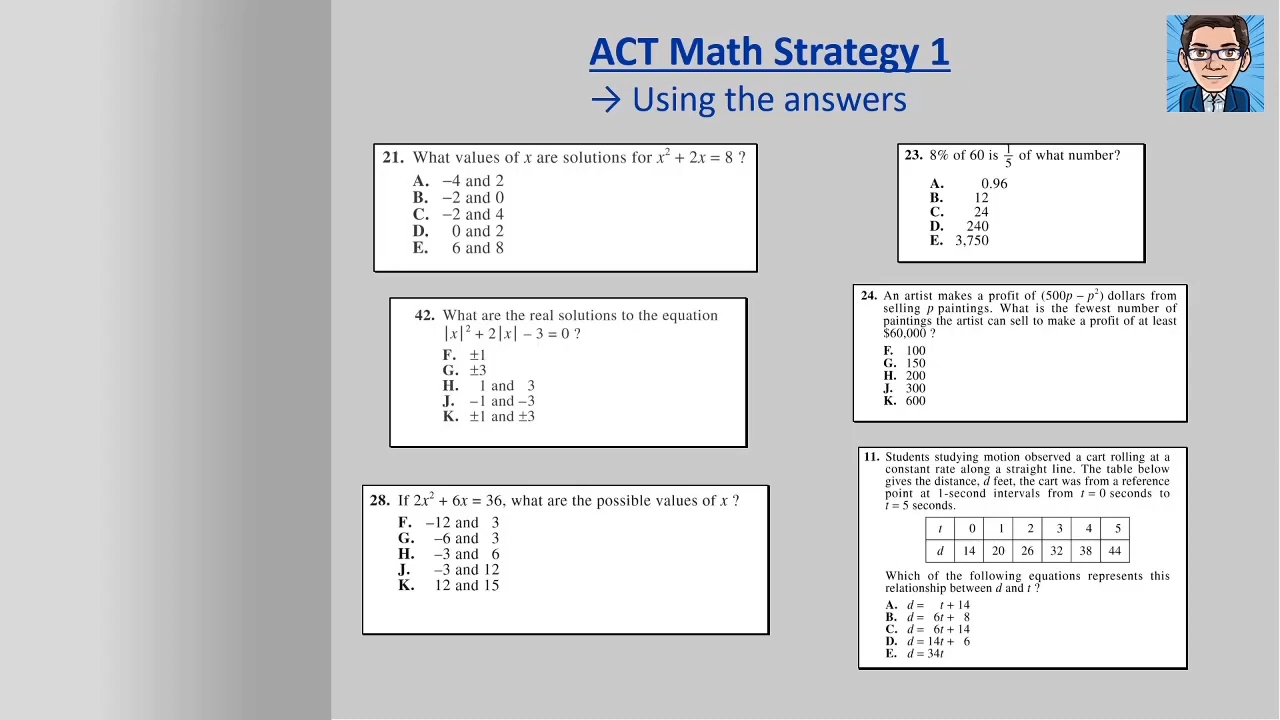 ACT Math Strategy 1
→ Using the answers
21. What values of x are solutions for x² + 2x = 8 ?
A. −4 and 2
B. −2 and 0
C. −2 and 4
D. 0 and 2
E. 6 and 8
42. What are the real solutions to the equation
|x|² + 2|x| − 3 = 0 ?
F. ±1
G. ±3
H. 1 and 3
J. −1 and −3
K. ±1 and ±3
28. If 2x² + 6x = 36, what are the possible values of x ?
F. −12 and 3
G. −6 and 3
H. −3 and 6
J. −3 and 12
K. 12 and 15
23. 8% of 60 is 1/5 of what number?
A. 0.96
B. 12
C. 24
D. 240
E. 3,750
24. An artist makes a profit of (500p − p²) dollars from
selling p paintings. What is the fewest number of
paintings the artist can sell to make a profit of at least
$60,000 ?
F. 100
G. 150
H. 200
J. 300
K. 600
11. Students studying motion observed a cart rolling at a
constant rate along a straight line. The table below
gives the distance, d feet, the cart was from a reference
point at 1-second intervals from t = 0 seconds to
t = 5 seconds.
t 0 1 2 3 4 5
d 14 20 26 32 38 44
Which of the following equations represents this
relationship between d and t ?
A. d = t + 14
B. d = 6t + 8
C. d = 6t + 14
D. d = 14t + 6
E. d = 34t